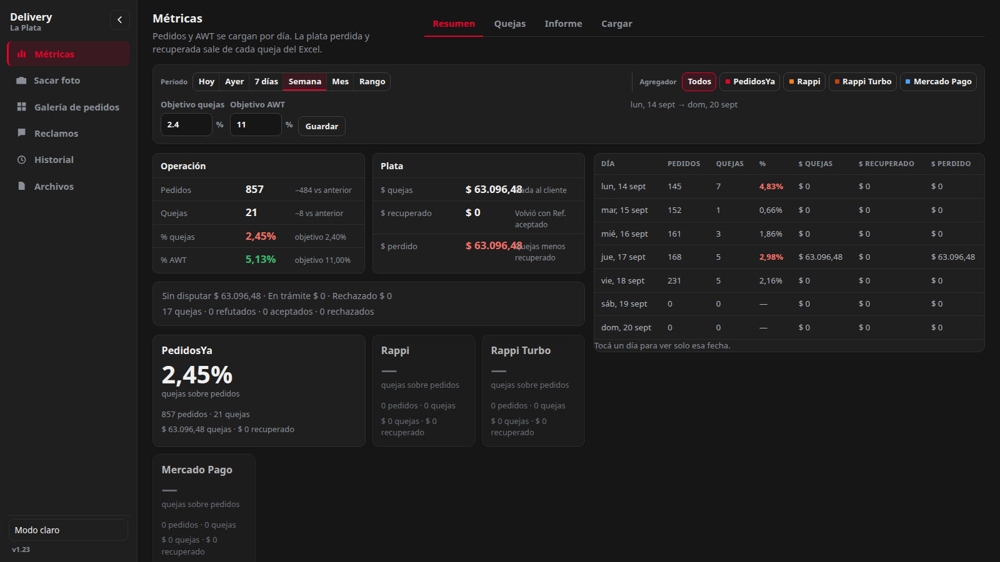 Delivery
La Plata
Métricas
Sacar foto
Galería de pedidos
Reclamos
Historial
Archivos
Modo claro
v1.23
Métricas
Pedidos y AWT se cargan por día. La plata perdida y
recuperada sale de cada queja del Excel.
Resumen Quejas Informe Cargar
Período Hoy Ayer 7 días Semana Mes Rango
Agregador Todos PedidosYa Rappi Rappi Turbo Mercado Pago
Objetivo quejas Objetivo AWT
2.4 % 11 % Guardar
lun, 14 sept → dom, 20 sept
Operación
Pedidos 857 −484 vs anterior
Quejas 21 −8 vs anterior
% quejas 2,45% objetivo 2,40%
% AWT 5,13% objetivo 11,00%
Plata
$ quejas $ 63.096,48 al cliente
$ recuperado $ 0 Volvió con Ref.
aceptado
$ perdido $ 63.096,48 Quejas menos
recuperado
Sin disputar $ 63.096,48 · En trámite $ 0 · Rechazado $ 0
17 quejas · 0 refutados · 0 aceptados · 0 rechazados
PedidosYa
2,45%
quejas sobre pedidos
857 pedidos · 21 quejas
$ 63.096,48 quejas · $ 0 recuperado
Rappi
—
quejas sobre pedidos
0 pedidos · 0 quejas
$ 0 quejas · $ 0
recuperado
Rappi Turbo
—
quejas sobre pedidos
0 pedidos · 0 quejas
$ 0 quejas · $ 0
recuperado
Mercado Pago
—
quejas sobre pedidos
0 pedidos · 0 quejas
$ 0 quejas · $ 0
recuperado
DÍA PEDIDOS QUEJAS % $ QUEJAS $ RECUPERADO $ PERDIDO
lun, 14 sept 145 7 4,83% $ 0 $ 0 $ 0
mar, 15 sept 152 1 0,66% $ 0 $ 0 $ 0
mié, 16 sept 161 3 1,86% $ 0 $ 0 $ 0
jue, 17 sept 168 5 2,98% $ 63.096,48 $ 0 $ 63.096,48
vie, 18 sept 231 5 2,16% $ 0 $ 0 $ 0
sáb, 19 sept 0 0 — $ 0 $ 0 $ 0
dom, 20 sept 0 0 — $ 0 $ 0 $ 0
Tocá un día para ver solo esa fecha.